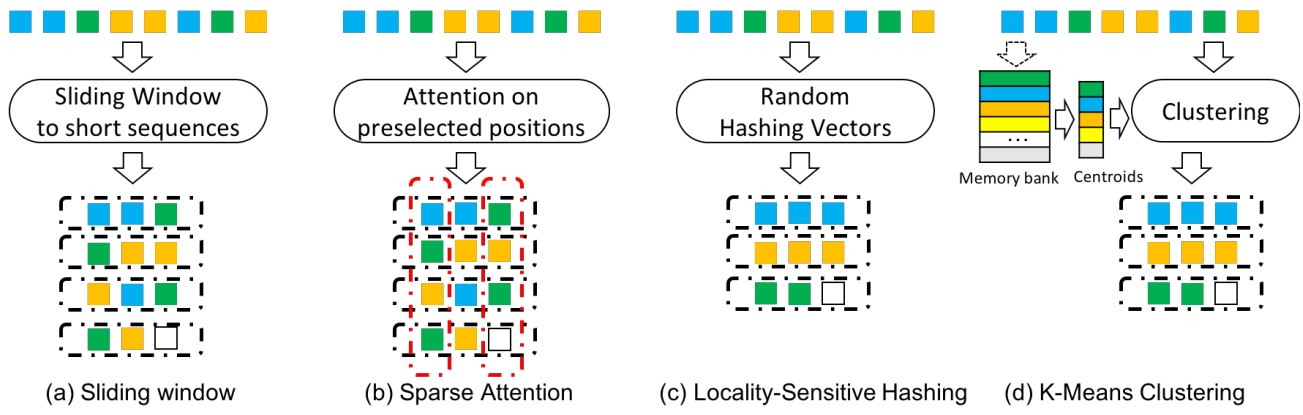 Sliding Window
to short sequences
Attention on
preselected positions
Random
Hashing Vectors
Clustering
...
Memory bank
Centroids
(a) Sliding window
(b) Sparse Attention
(c) Locality-Sensitive Hashing
(d) K-Means Clustering